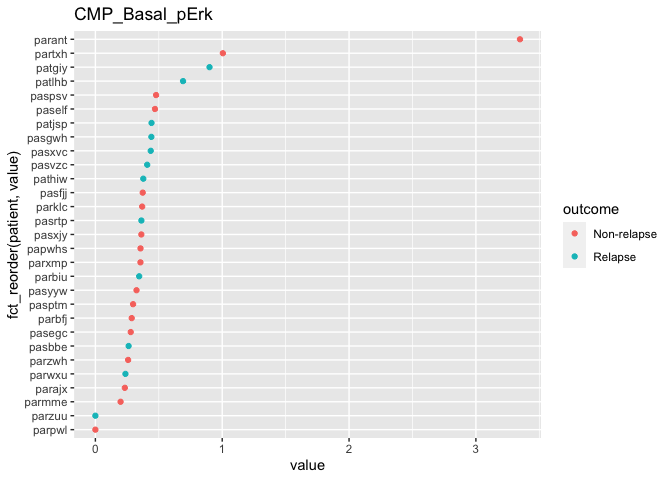 CMP_Basal_pErk
parant
partxh
patgiy
patlhb
paspsv
paself
patjsp
pasgwh
pasxvc
pasvzc
pathiw
pasfjj
parklc
pasrtp
pasxjy
papwhs
parxmp
parbiu
pasyyw
pasptm
parbfj
pasegc
pasbbe
parzwh
parwxu
parajx
parmme
parzuu
parpwl
fct_reorder(patient, value)
0 1 2 3
value
outcome
Non-relapse
Relapse